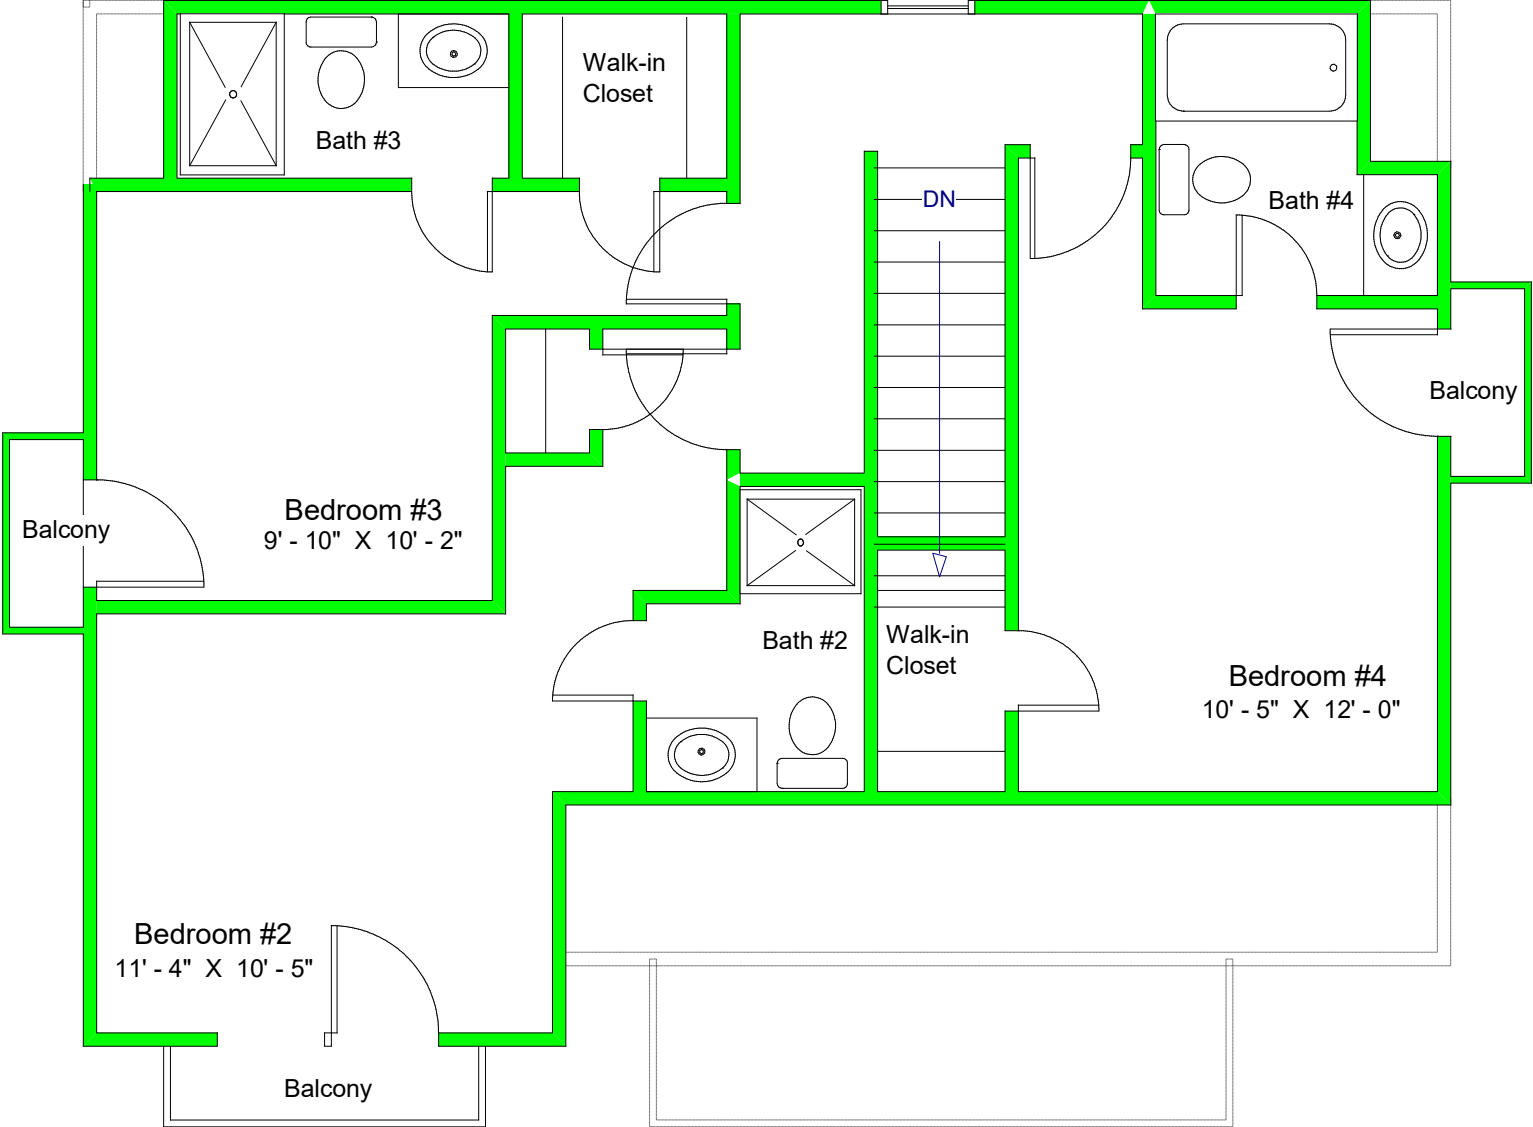 Walk-in
Closet
Bath #3
DN
Bath #4
Balcony
Bedroom #3
9' - 10" X 10' - 2"
Balcony
Bath #2
Walk-in
Closet
Bedroom #4
10' - 5" X 12' - 0"
Bedroom #2
11' - 4" X 10' - 5"
Balcony